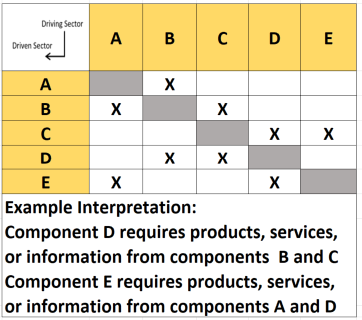 Driving Sector
Driven Sector
A B C D E
A X
B X X
C X X
D X X
E X X
Example Interpretation:
Component D requires products, services,
or information from components B and C
Component E requires products, services,
or information from components A and D